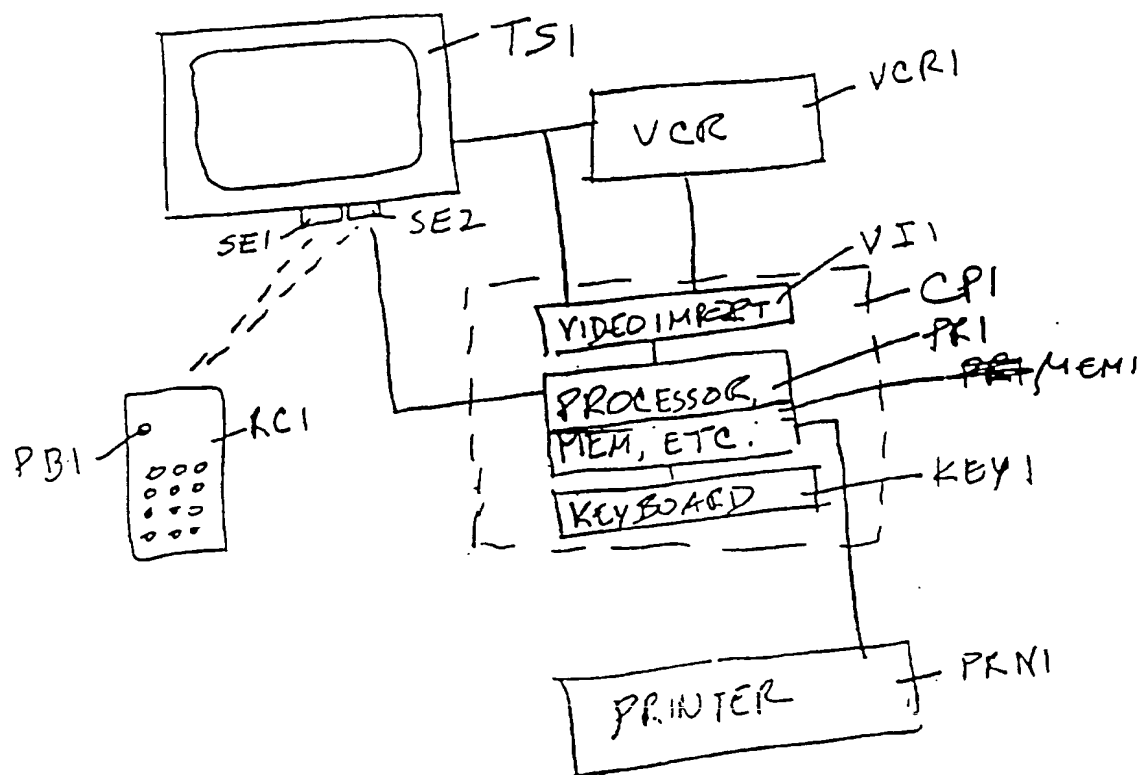 TS1
VCR1
VCR
SE1 SE2
VI1
CP1
VIDEO IMPORT
PR1
PROCESSOR,
PR1, MEM1
MEM, ETC.
PB1
RC1
KEY1
KEYBOARD
PRN1
PRINTER